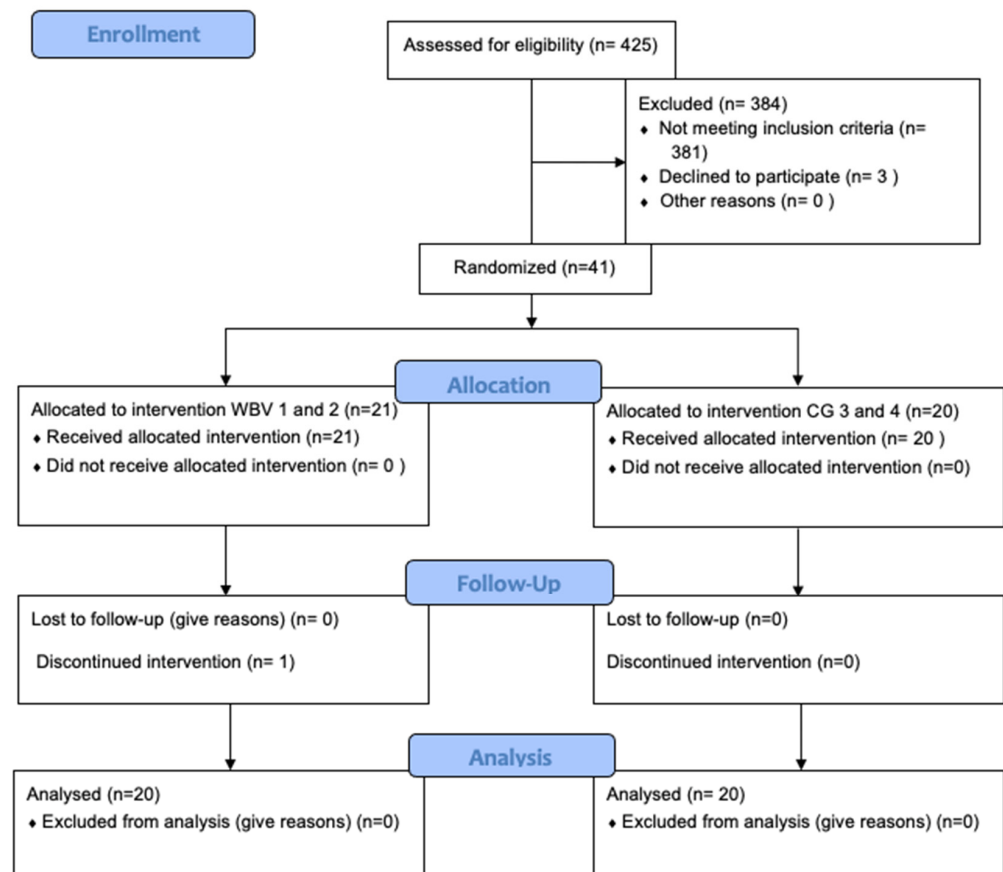 Enrollment
Assessed for eligibility (n= 425)
Excluded (n= 384)
♦ Not meeting inclusion criteria (n=
381)
♦ Declined to participate (n= 3 )
♦ Other reasons (n= 0 )
Randomized (n=41)
Allocation
Allocated to intervention WBV 1 and 2 (n=21)
♦ Received allocated intervention (n=21)
♦ Did not receive allocated intervention (n= 0 )
Allocated to intervention CG 3 and 4 (n=20)
♦ Received allocated intervention (n= 20 )
♦ Did not receive allocated intervention (n=0)
Follow-Up
Lost to follow-up (give reasons) (n= 0)
Discontinued intervention (n= 1)
Lost to follow-up (n=0)
Discontinued intervention (n=0)
Analysis
Analysed (n=20)
♦ Excluded from analysis (give reasons) (n=0)
Analysed (n= 20)
♦ Excluded from analysis (give reasons) (n=0)